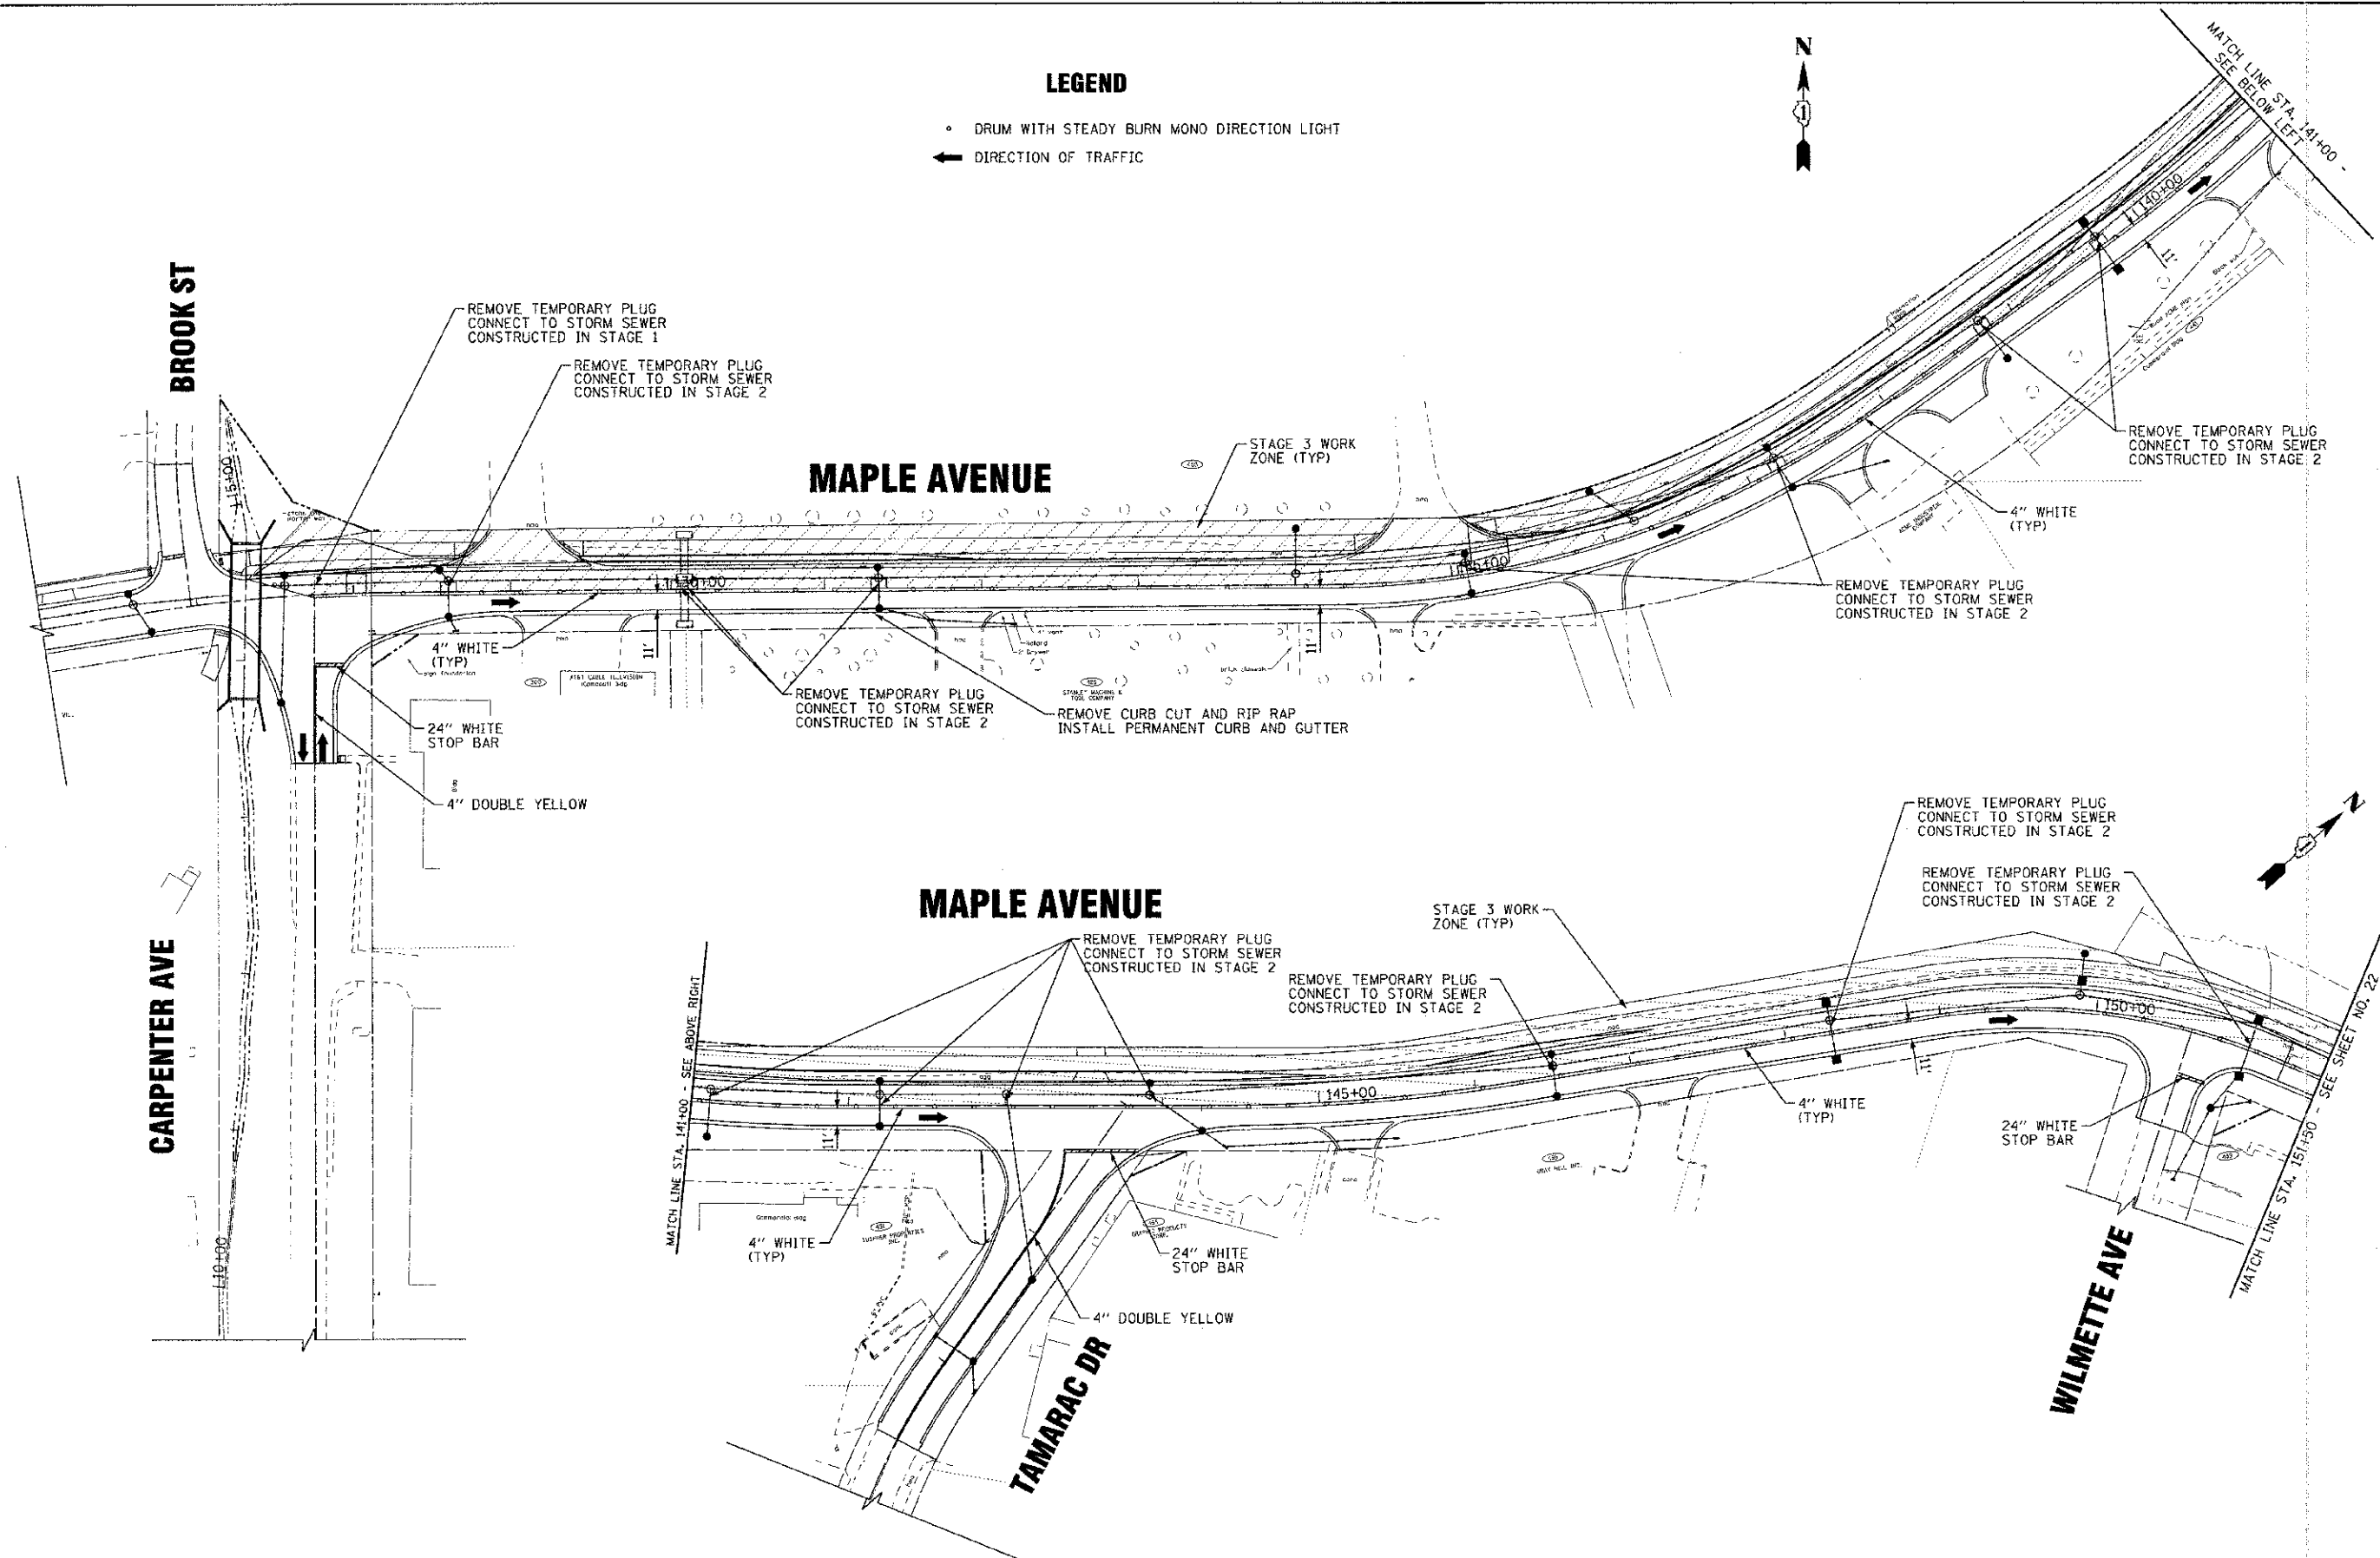 LEGEND
DRUM WITH STEADY BURN MONO DIRECTION LIGHT
DIRECTION OF TRAFFIC
N
MATCH LINE STA. 141+00 -
SEE BELOW LEFT
BROOK ST
REMOVE TEMPORARY PLUG
CONNECT TO STORM SEWER
CONSTRUCTED IN STAGE 1
REMOVE TEMPORARY PLUG
CONNECT TO STORM SEWER
CONSTRUCTED IN STAGE 2
MAPLE AVENUE
STAGE 3 WORK
ZONE (TYP)
140+00
11'
REMOVE TEMPORARY PLUG
CONNECT TO STORM SEWER
CONSTRUCTED IN STAGE 2
4" WHITE
(TYP)
REMOVE TEMPORARY PLUG
CONNECT TO STORM SEWER
CONSTRUCTED IN STAGE 2
15+00
4" WHITE
(TYP)
11'
11'
REMOVE TEMPORARY PLUG
CONNECT TO STORM SEWER
CONSTRUCTED IN STAGE 2
REMOVE CURB CUT AND RIP RAP
INSTALL PERMANENT CURB AND GUTTER
24" WHITE
STOP BAR
4" DOUBLE YELLOW
CARPENTER AVE
10+00
N
MAPLE AVENUE
REMOVE TEMPORARY PLUG
CONNECT TO STORM SEWER
CONSTRUCTED IN STAGE 2
REMOVE TEMPORARY PLUG
CONNECT TO STORM SEWER
CONSTRUCTED IN STAGE 2
STAGE 3 WORK
ZONE (TYP)
REMOVE TEMPORARY PLUG
CONNECT TO STORM SEWER
CONSTRUCTED IN STAGE 2
REMOVE TEMPORARY PLUG
CONNECT TO STORM SEWER
CONSTRUCTED IN STAGE 2
MATCH LINE STA. 141+00 - SEE ABOVE RIGHT
145+00
150+00
11'
11'
4" WHITE
(TYP)
24" WHITE
STOP BAR
4" WHITE
(TYP)
24" WHITE
STOP BAR
4" DOUBLE YELLOW
TAMARAC DR
WILMETTE AVE
MATCH LINE STA. 151+50 - SEE SHEET NO. 22